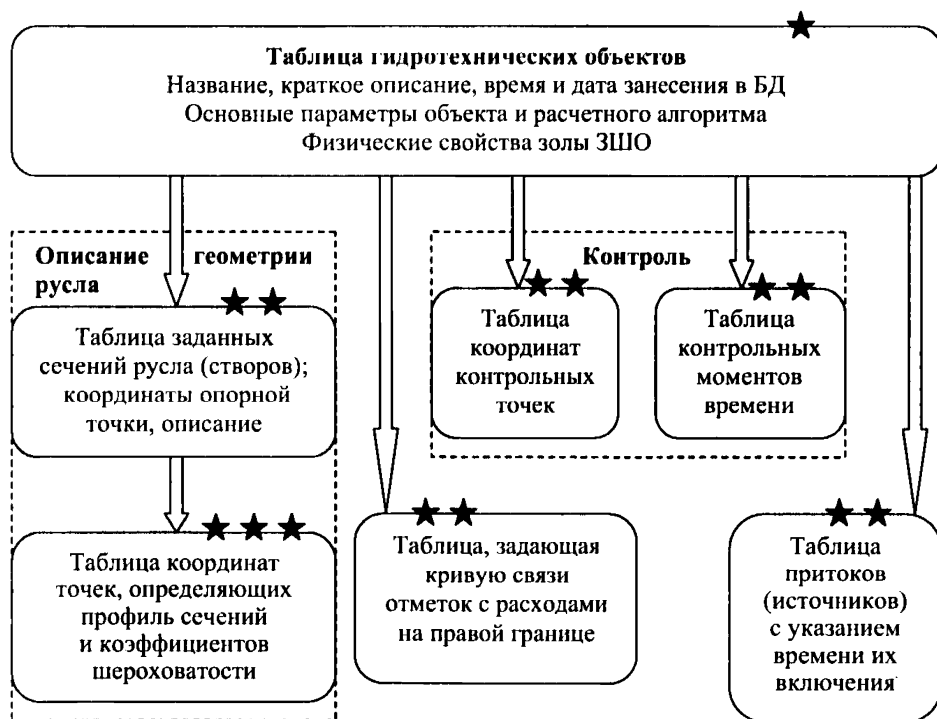 Таблица гидротехнических объектов
Название, краткое описание, время и дата занесения в БД
Основные параметры объекта и расчетного алгоритма
Физические свойства золы ЗШО
Описание геометрии
русла
Таблица заданных
сечений русла (створов);
координаты опорной
точки, описание
Таблица координат
точек, определяющих
профиль сечений
и коэффициентов
шероховатости
Контроль
Таблица
координат
контрольных
точек
Таблица
контрольных
моментов
времени
Таблица, задающая
кривую связи
отметок с расходами
на правой границе
Таблица
притоков
(источников)
с указанием
времени их
включения